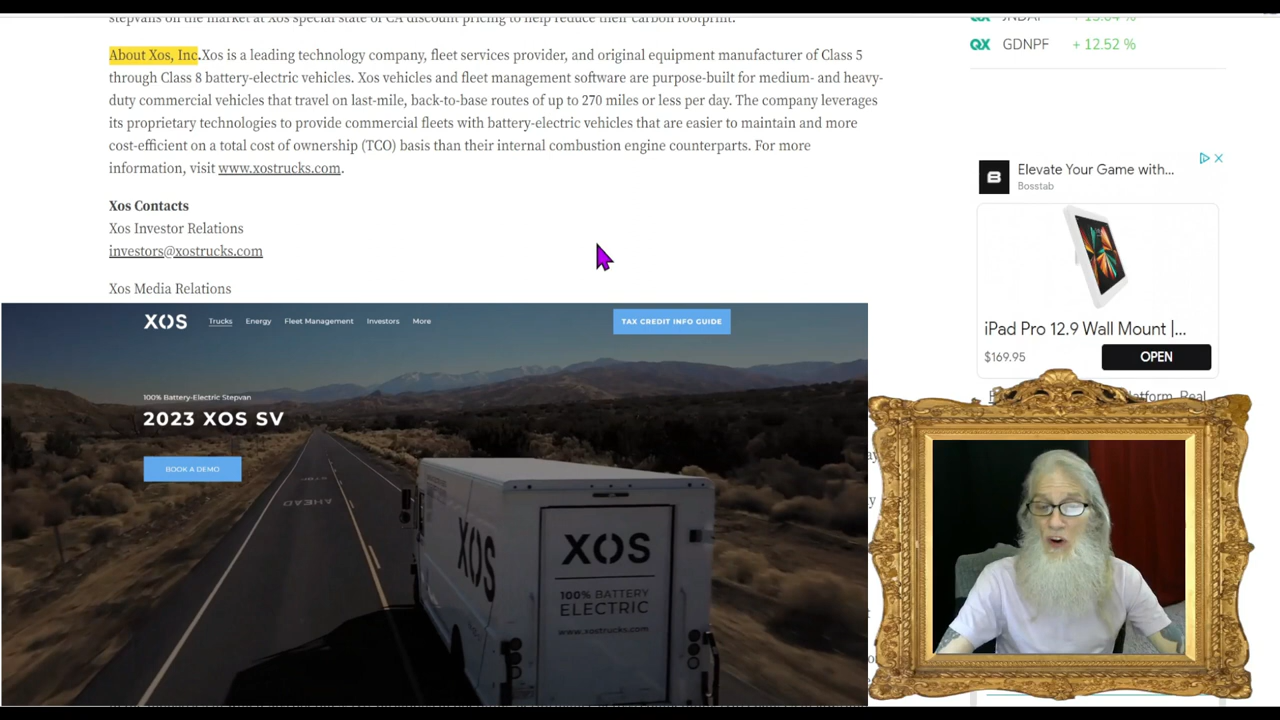 stepvans on the market at Xos special state of CA discount pricing to help reduce their carbon footprint.
About Xos, Inc.Xos is a leading technology company, fleet services provider, and original equipment manufacturer of Class 5
through Class 8 battery-electric vehicles. Xos vehicles and fleet management software are purpose-built for medium- and heavy-
duty commercial vehicles that travel on last-mile, back-to-base routes of up to 270 miles or less per day. The company leverages
its proprietary technologies to provide commercial fleets with battery-electric vehicles that are easier to maintain and more
cost-efficient on a total cost of ownership (TCO) basis than their internal combustion engine counterparts. For more
information, visit www.xostrucks.com.
Xos Contacts
Xos Investor Relations
investors@xostrucks.com
Xos Media Relations
XOS Trucks Energy Fleet Management Investors More TAX CREDIT INFO GUIDE
100% Battery-Electric Stepvan
2023 XOS SV
BOOK A DEMO
AHEAD
XOS
XOS
100% BATTERY
ELECTRIC
www.xostrucks.com
QX GDNPF + 12.52 %
Elevate Your Game with...
Bosstab
iPad Pro 12.9 Wall Mount |...
$169.95 OPEN
Real